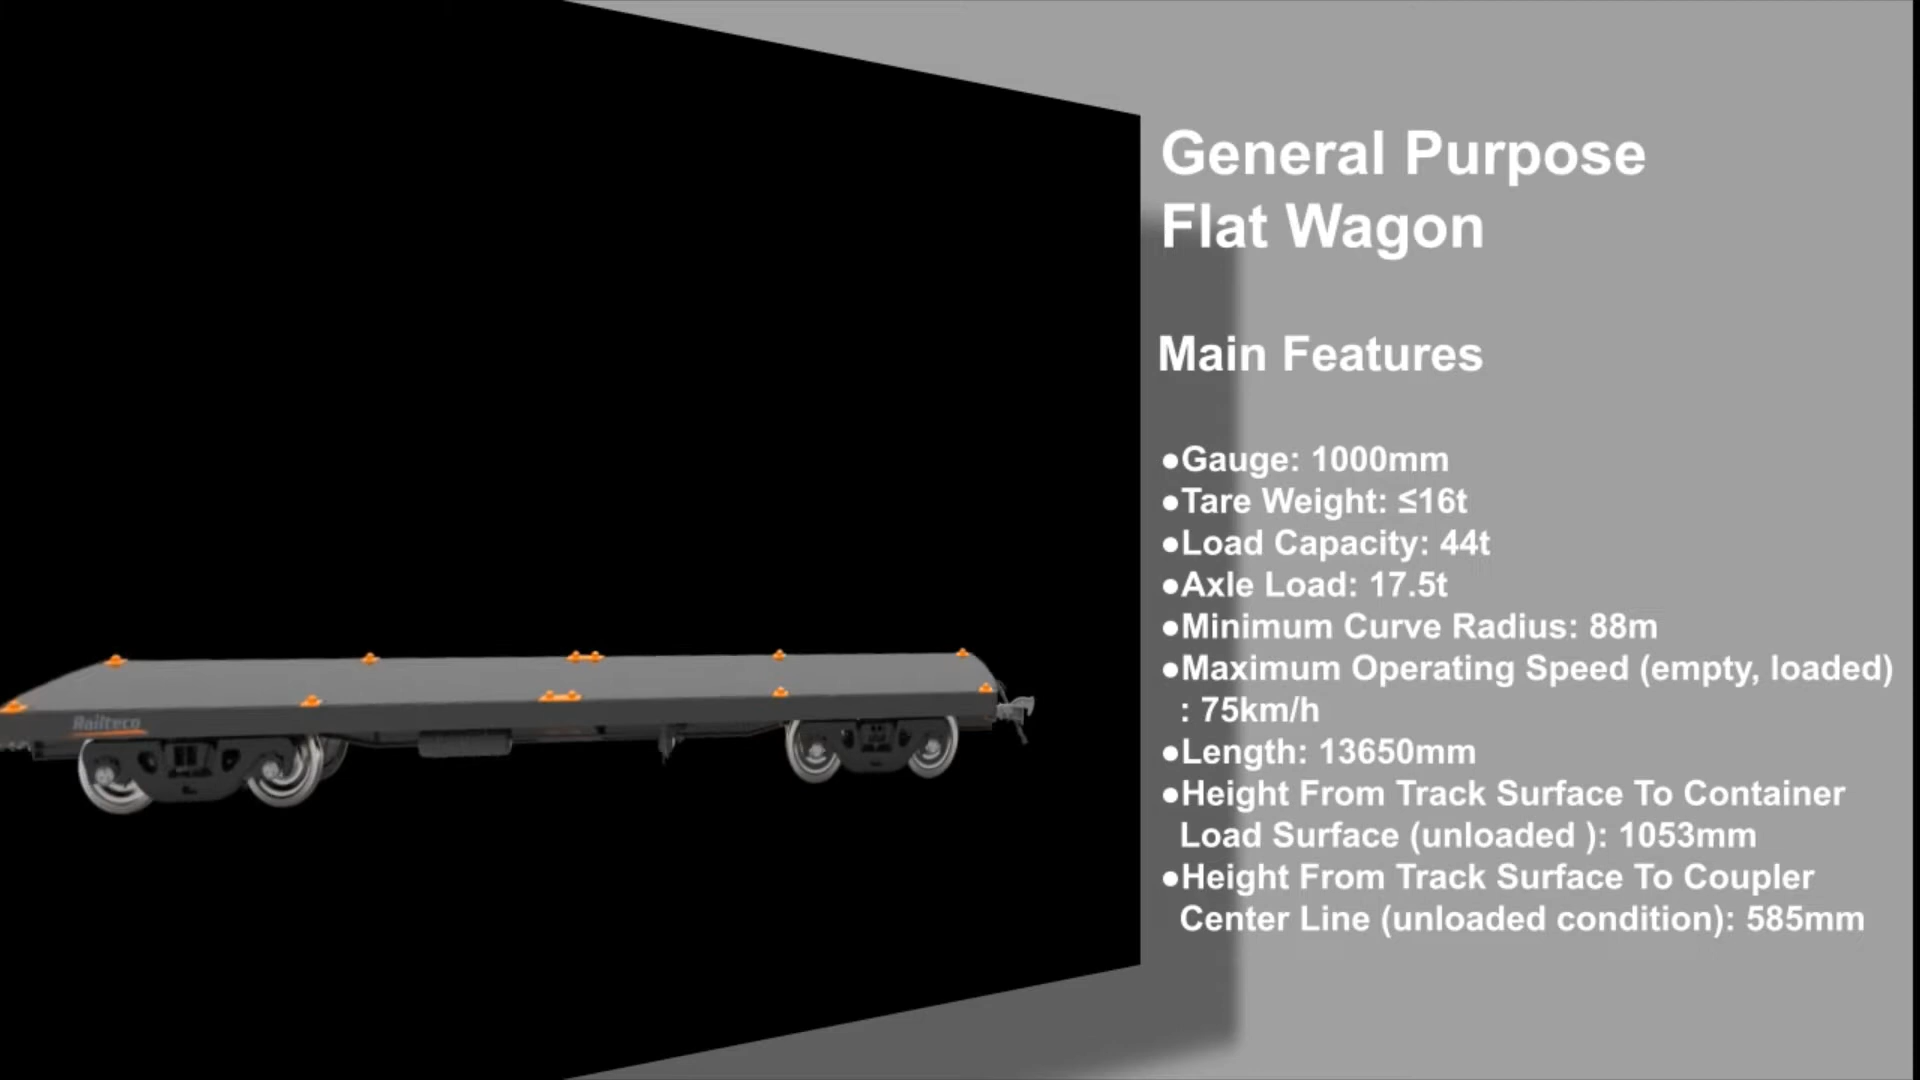 General Purpose
Flat Wagon
Main Features
●Gauge: 1000mm
●Tare Weight: ≤16t
●Load Capacity: 44t
●Axle Load: 17.5t
●Minimum Curve Radius: 88m
●Maximum Operating Speed (empty, loaded)
: 75km/h
●Length: 13650mm
●Height From Track Surface To Container
Load Surface (unloaded ): 1053mm
●Height From Track Surface To Coupler
Center Line (unloaded condition): 585mm
Railteco